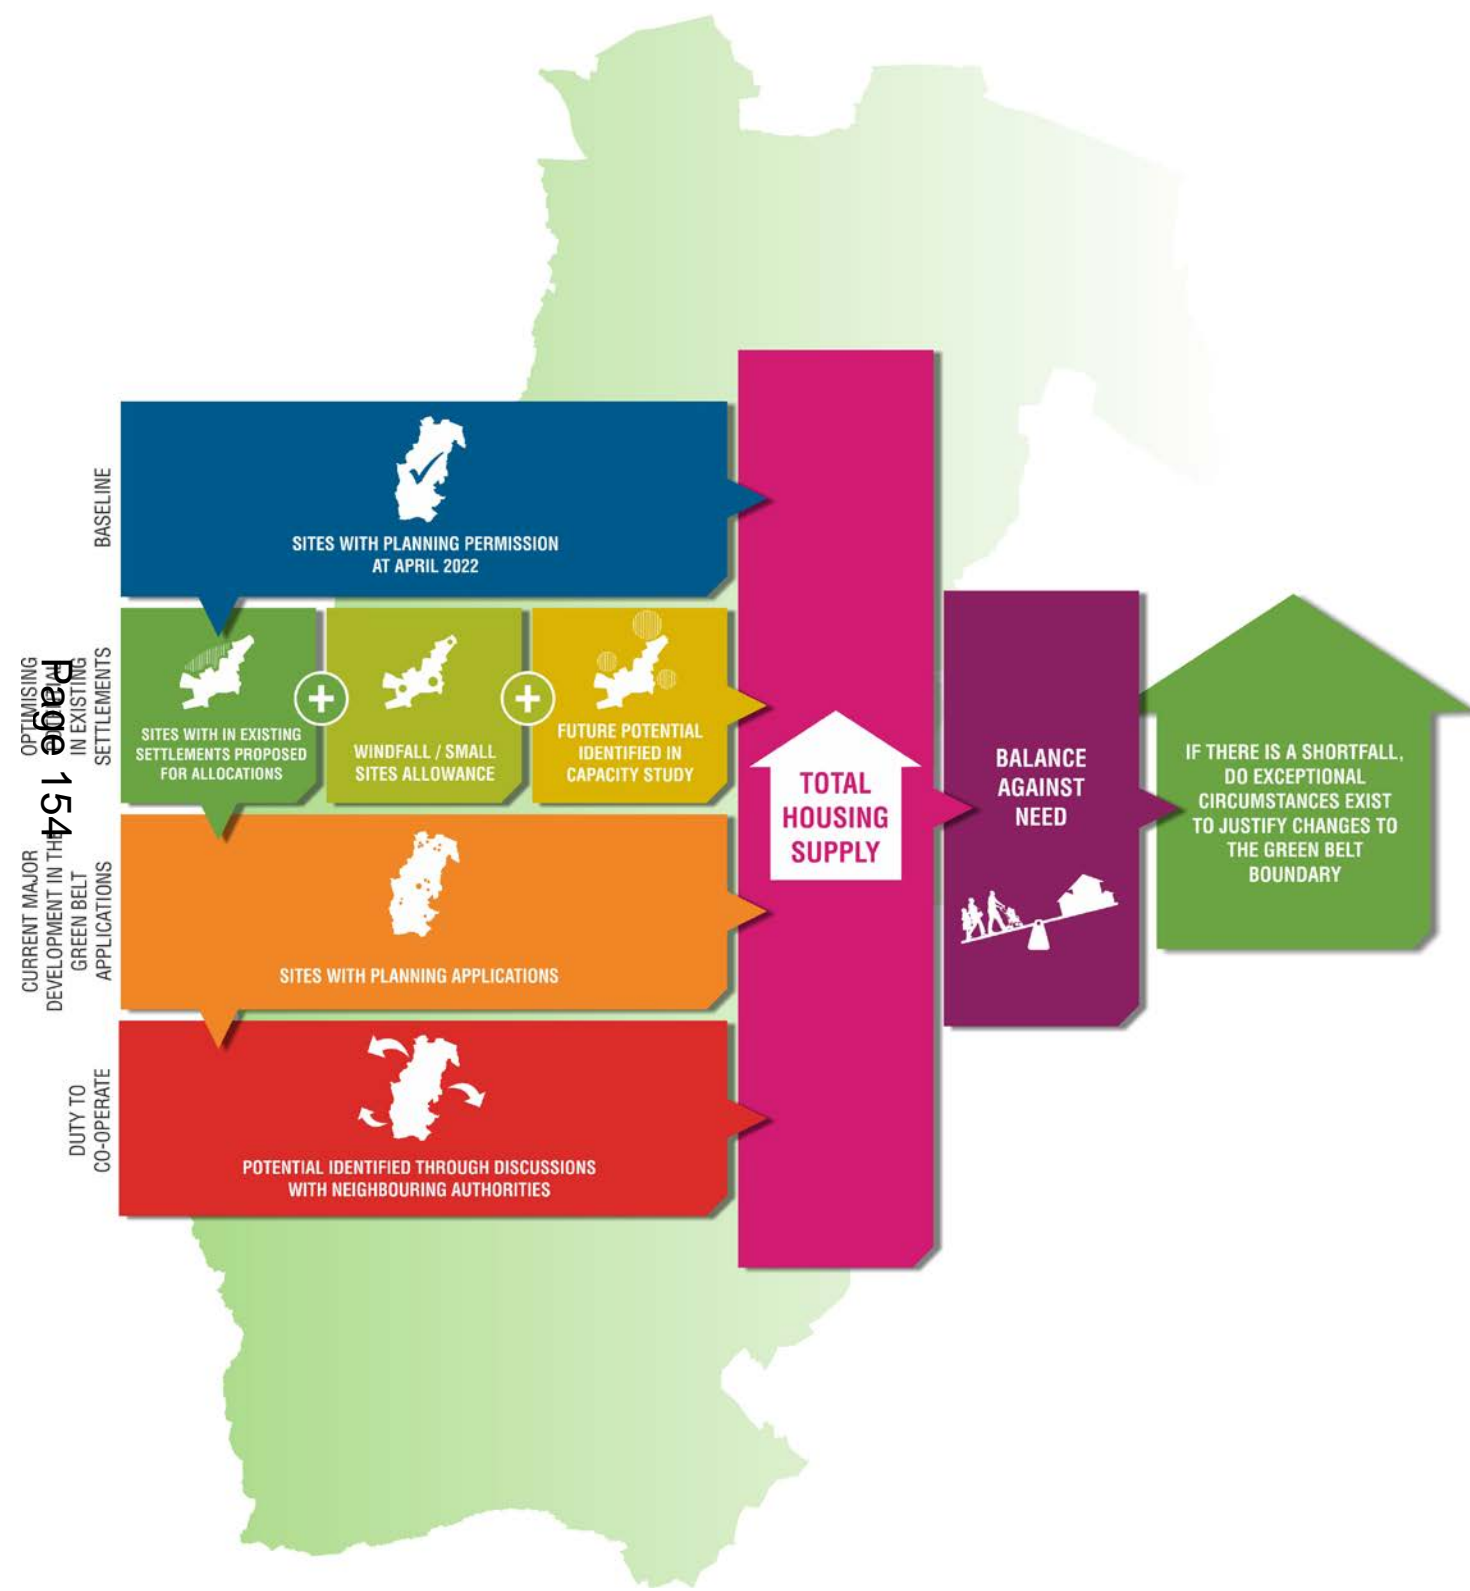 BASELINE
SITES WITH PLANNING PERMISSION
AT APRIL 2022
OPTIMISING
IN EXISTING
SETTLEMENTS
Page 154
SITES WITH IN EXISTING
SETTLEMENTS PROPOSED
FOR ALLOCATIONS
+
WINDFALL / SMALL
SITES ALLOWANCE
+
FUTURE POTENTIAL
IDENTIFIED IN
CAPACITY STUDY
CURRENT MAJOR
DEVELOPMENT IN THE
GREEN BELT
APPLICATIONS
SITES WITH PLANNING APPLICATIONS
DUTY TO
CO-OPERATE
POTENTIAL IDENTIFIED THROUGH DISCUSSIONS
WITH NEIGHBOURING AUTHORITIES
TOTAL
HOUSING
SUPPLY
BALANCE
AGAINST
NEED
IF THERE IS A SHORTFALL,
DO EXCEPTIONAL
CIRCUMSTANCES EXIST
TO JUSTIFY CHANGES TO
THE GREEN BELT
BOUNDARY